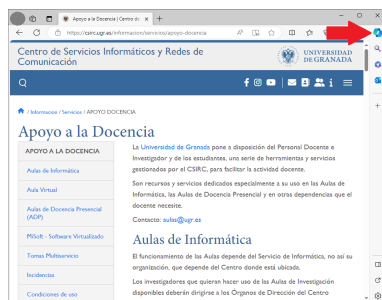 Apoyo a la Docencia | Centro de
https://csirc.ugr.es/informacion/servicios/apoyo-docencia
Centro de Servicios Informáticos y Redes de
Comunicación
UNIVERSIDAD
DE GRANADA
/ Informacion / Servicios / APOYO DOCENCIA
Apoyo a la Docencia
APOYO A LA DOCENCIA
Aulas de Informática
Aula Virtual
Aulas de Docencia Presencial
(ADP)
MiSoft - Software Virtualizado
Tomas Multiservicio
Incidencias
Condiciones de uso
La Universidad de Granada pone a disposición del Personal Docente e
Investigador y de los estudiantes, una serie de herramientas y servicios
gestionados por el CSIRC, para facilitar la actividad docente.
Son recursos y servicios dedicados especialmente a su uso en las Aulas de
Informática, las Aulas de Docencia Presencial y en otras dependencias que el
docente necesite.
Contacto: aulas@ugr.es
Aulas de Informática
El funcionamiento de las Aulas depende del Servicio de Informática, no así su
organización, que depende del Centro donde está ubicada.
Los investigadores que quieran hacer uso de las Aulas de Investigación
disponibles deberán dirigirse a los Órganos de Dirección del Centro